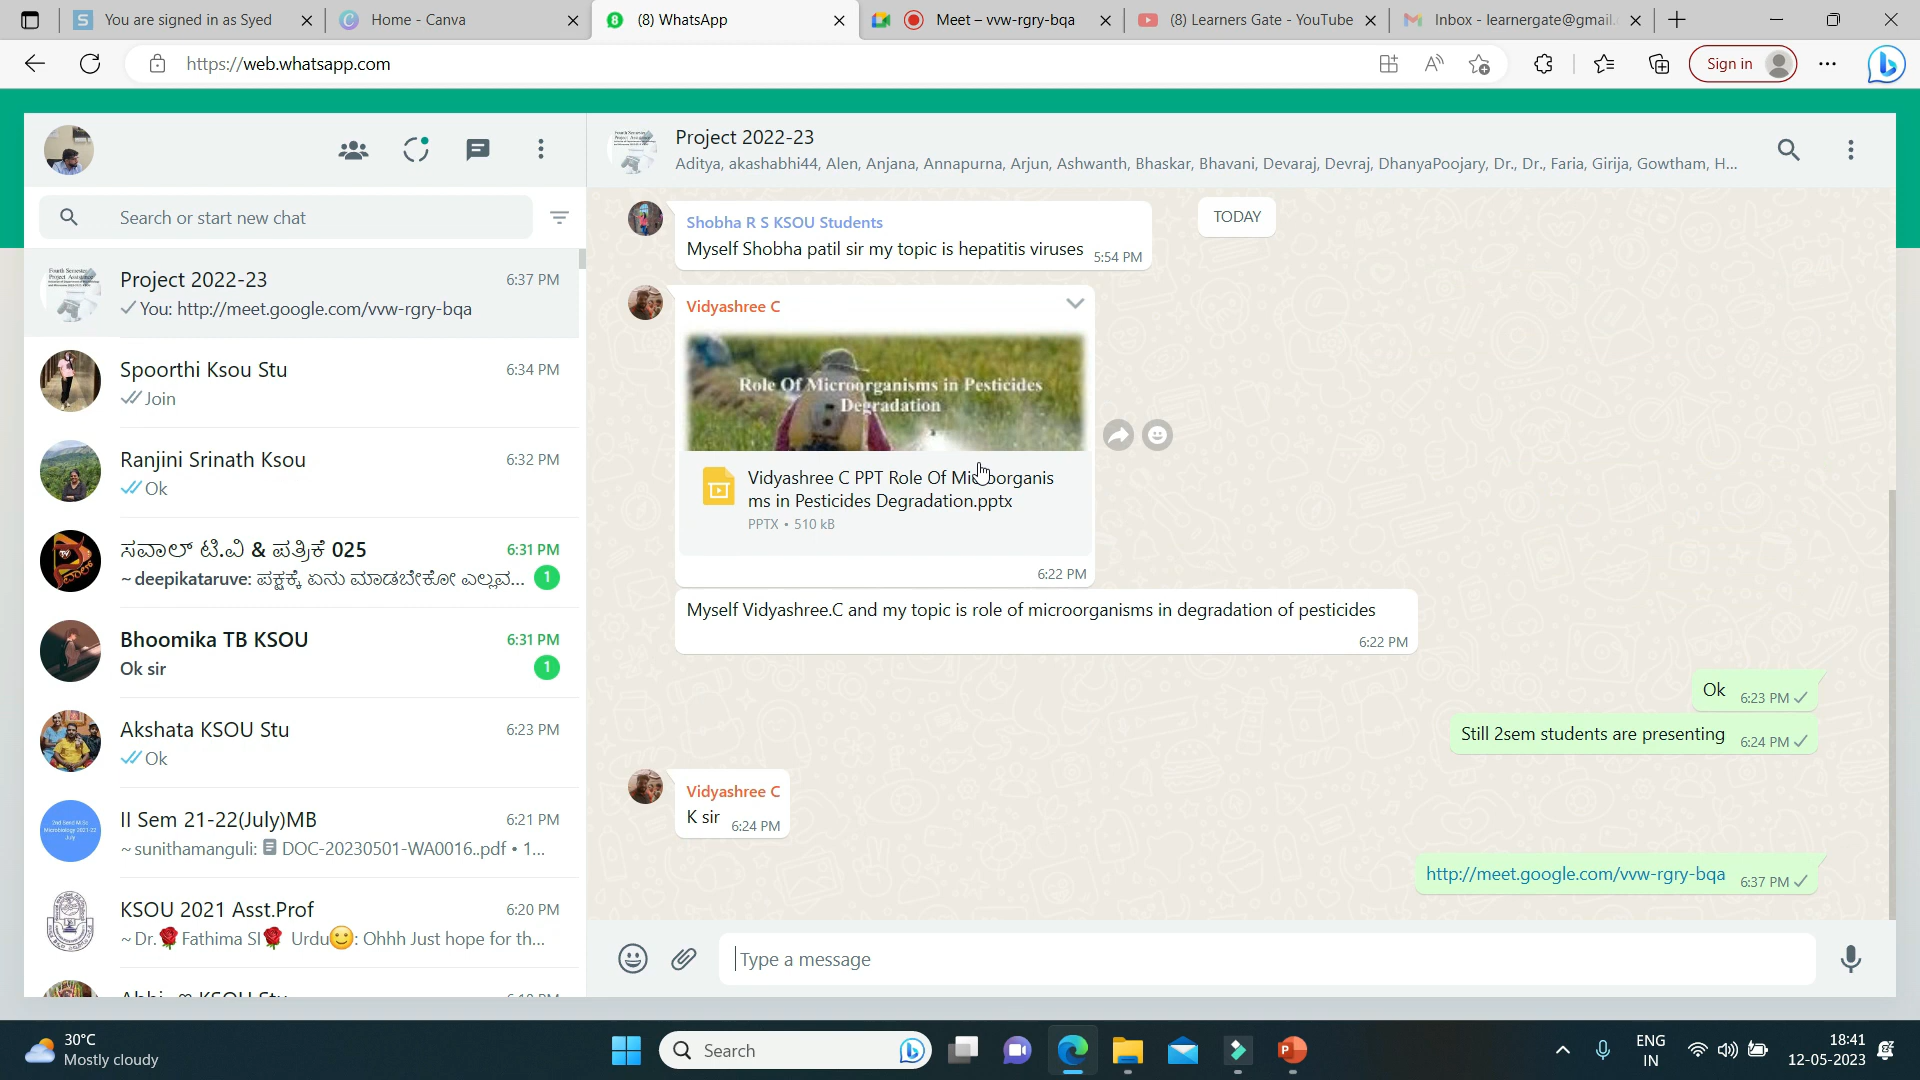 You are signed in as Syed
Home - Canva
(8) WhatsApp
Meet – vvw-rgry-bqa
(8) Learners Gate - YouTube
Inbox - learnergate@gmail.
https://web.whatsapp.com
Sign in
Project 2022-23
Aditya, akashabhi44, Alen, Anjana, Annapurna, Arjun, Ashwanth, Bhaskar, Bhavani, Devaraj, Devraj, DhanyaPoojary, Dr., Dr., Faria, Girija, Gowtham, H...
Search or start new chat
Project 2022-23
6:37 PM
You: http://meet.google.com/vvw-rgry-bqa
Spoorthi Ksou Stu
6:34 PM
Join
Ranjini Srinath Ksou
6:32 PM
Ok
ಸವಾಲ್ ಟಿ.ವಿ & ಪತ್ರಿಕೆ 025
6:31 PM
~ deepikataruve: ಪಕ್ಷಕ್ಕೆ ಏನು ಮಾಡಬೇಕೋ ಎಲ್ಲವ...
1
Bhoomika TB KSOU
6:31 PM
Ok sir
1
Akshata KSOU Stu
6:23 PM
Ok
II Sem 21-22(July)MB
6:21 PM
~ sunithamanguli: DOC-20230501-WA0016..pdf • 1...
KSOU 2021 Asst.Prof
6:20 PM
~ Dr.🌹Fathima SI🌹 Urdu😊: Ohhh Just hope for th...
TODAY
Shobha R S KSOU Students
Myself Shobha patil sir my topic is hepatitis viruses
5:54 PM
Vidyashree C
Role Of Microorganisms in Pesticides
Degradation
Vidyashree C PPT Role Of Microorganis
ms in Pesticides Degradation.pptx
PPTX • 510 kB
6:22 PM
Myself Vidyashree.C and my topic is role of microorganisms in degradation of pesticides
6:22 PM
Ok 6:23 PM
Still 2sem students are presenting 6:24 PM
Vidyashree C
K sir 6:24 PM
http://meet.google.com/vvw-rgry-bqa 6:37 PM
Type a message
30°C
Mostly cloudy
Search
ENG
IN
18:41
12-05-2023